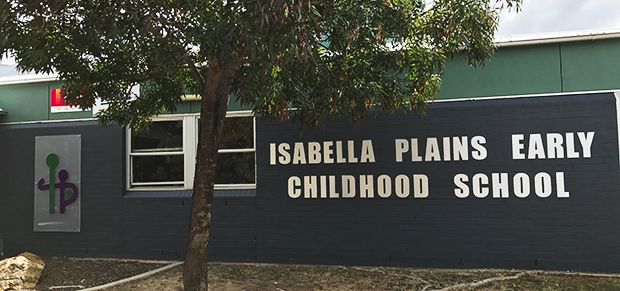 ISABELLA PLAINS EARLY
CHILDHOOD SCHOOL